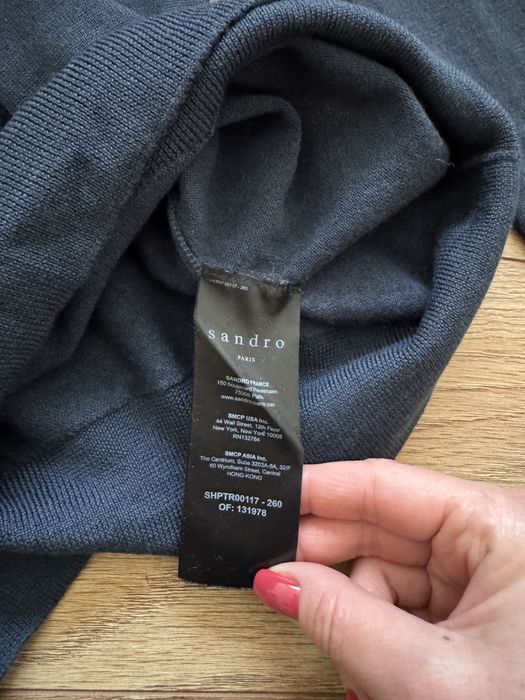 sandro
PARIS
SANDRO FRANCE
150 boulevard Haussmann
75008 Paris
www.sandro-paris.com
SMCP USA Inc.
44 Wall Street, 12th Floor
New York, New York 10005
RN132784
SMCP ASIA Inc.
The Centrium, Suite 3203A-5A, 32/F
60 Wyndham Street, Central
HONG-KONG
SHPTR00117 - 260
OF: 131978